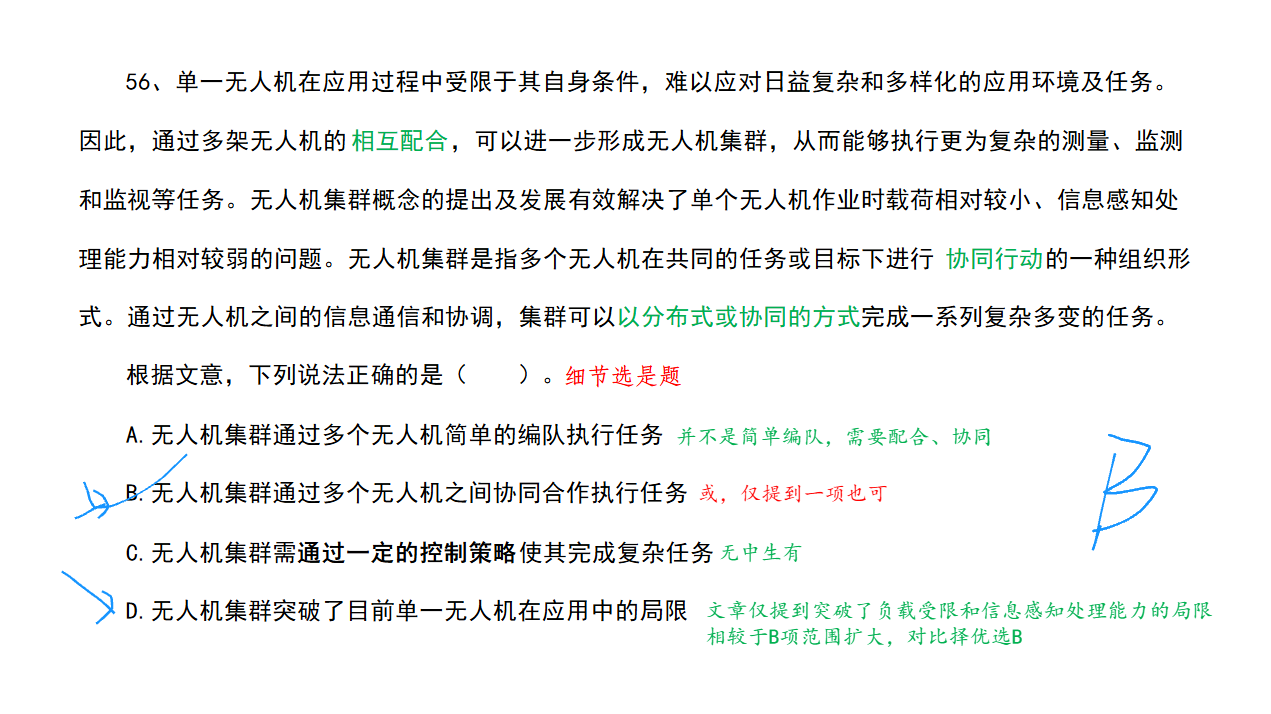 56、单一无人机在应用过程中受限于其自身条件，难以应对日益复杂和多样化的应用环境及任务。
因此，通过多架无人机的相互配合，可以进一步形成无人机集群，从而能够执行更为复杂的测量、监测
和监视等任务。无人机集群概念的提出及发展有效解决了单个无人机作业时载荷相对较小、信息感知处
理能力相对较弱的问题。无人机集群是指多个无人机在共同的任务或目标下进行 协同行动的一种组织形
式。通过无人机之间的信息通信和协调，集群可以以分布式或协同的方式完成一系列复杂多变的任务。
根据文意，下列说法正确的是（　　）。细节选是题
A. 无人机集群通过多个无人机简单的编队执行任务 并不是简单编队，需要配合、协同
B. 无人机集群通过多个无人机之间协同合作执行任务 或，仅提到一项也可
B
C. 无人机集群需通过一定的控制策略使其完成复杂任务 无中生有
D. 无人机集群突破了目前单一无人机在应用中的局限 文章仅提到突破了负载受限和信息感知处理能力的局限
相较于B项范围扩大，对比择优选B